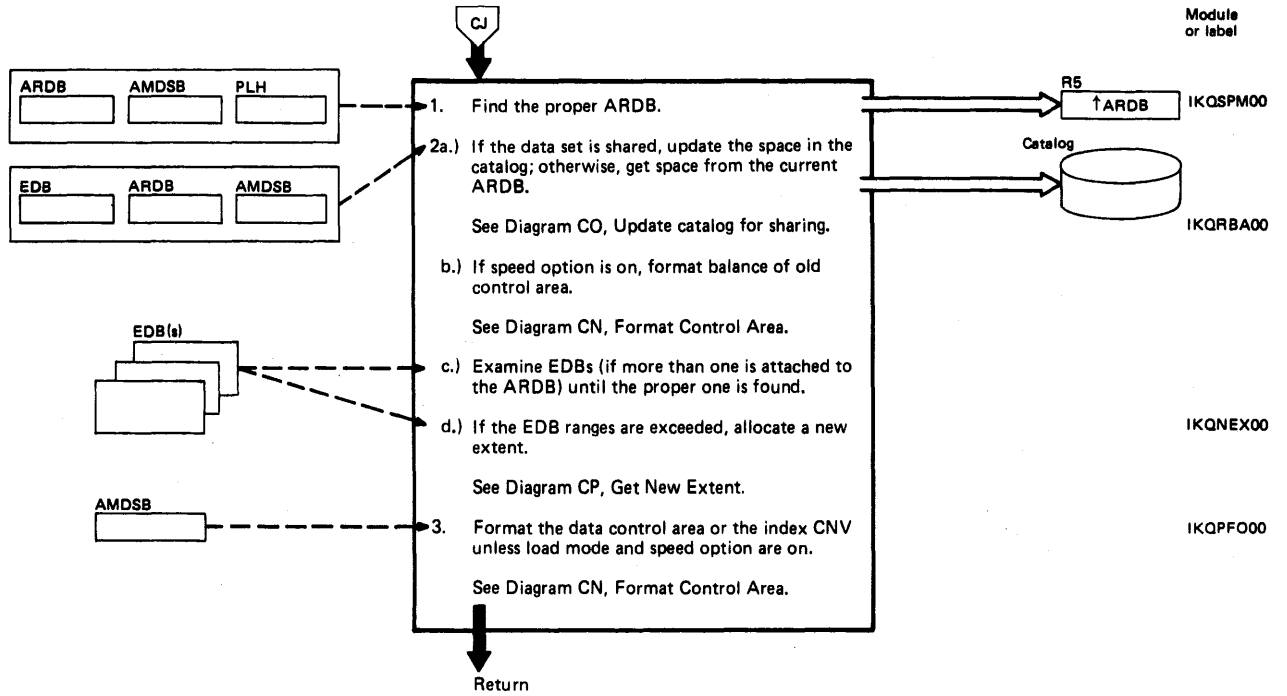 Module
or label
CJ
ARDB AMDSB PLH
1. Find the proper ARDB.
R5
↑ARDB
IKQSPM00
2a.) If the data set is shared, update the space in the
catalog; otherwise, get space from the current
ARDB.
Catalog
EDB ARDB AMDSB
See Diagram CO, Update catalog for sharing.
IKQRBA00
b.) If speed option is on, format balance of old
control area.
See Diagram CN, Format Control Area.
EDB(s)
c.) Examine EDBs (if more than one is attached to
the ARDB) until the proper one is found.
d.) If the EDB ranges are exceeded, allocate a new
extent.
IKQNEX00
See Diagram CP, Get New Extent.
AMDSB
3. Format the data control area or the index CNV
unless load mode and speed option are on.
IKQPFO00
See Diagram CN, Format Control Area.
Return